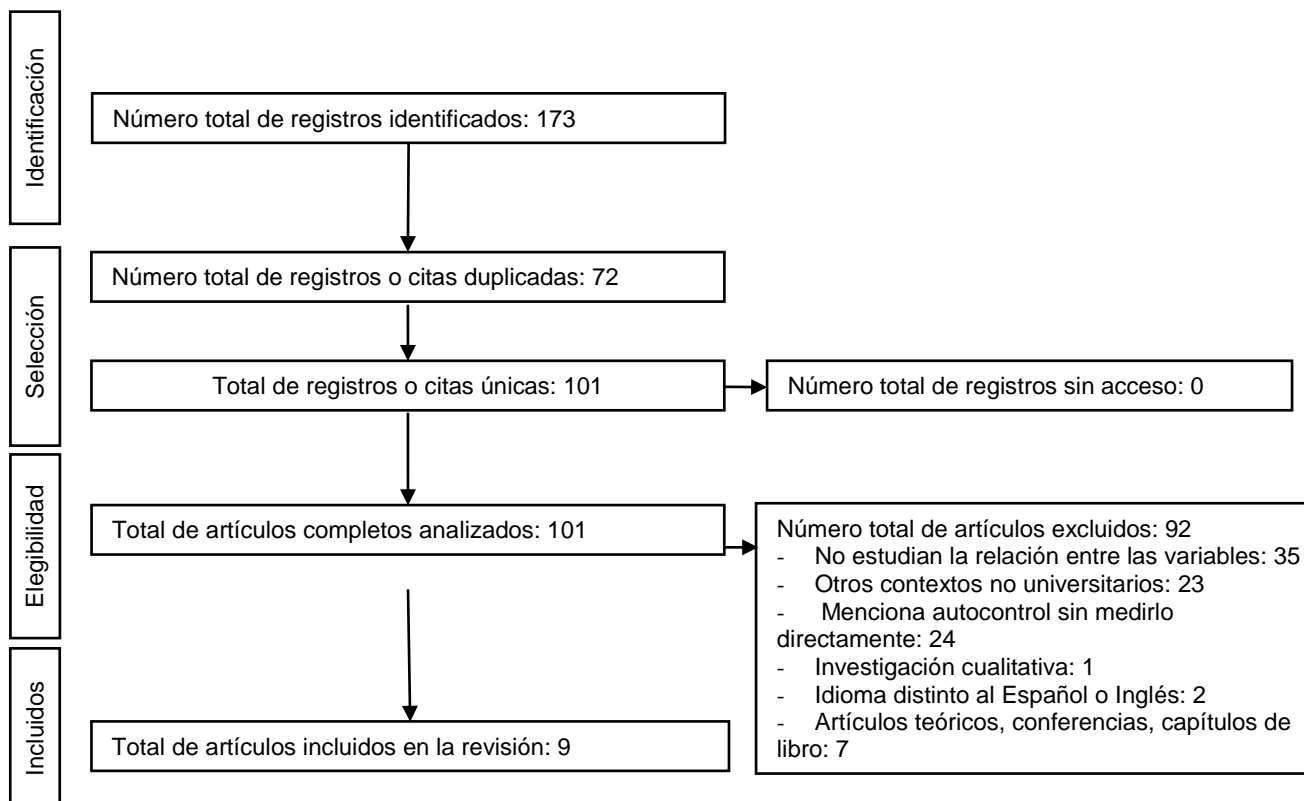 Identificación
Número total de registros identificados: 173
Selección
Número total de registros o citas duplicadas: 72
Total de registros o citas únicas: 101
Número total de registros sin acceso: 0
Elegibilidad
Total de artículos completos analizados: 101
Número total de artículos excluidos: 92
- No estudian la relación entre las variables: 35
- Otros contextos no universitarios: 23
- Menciona autocontrol sin medirlo
directamente: 24
- Investigación cualitativa: 1
- Idioma distinto al Español o Inglés: 2
- Artículos teóricos, conferencias, capítulos de
libro: 7
Incluidos
Total de artículos incluidos en la revisión: 9